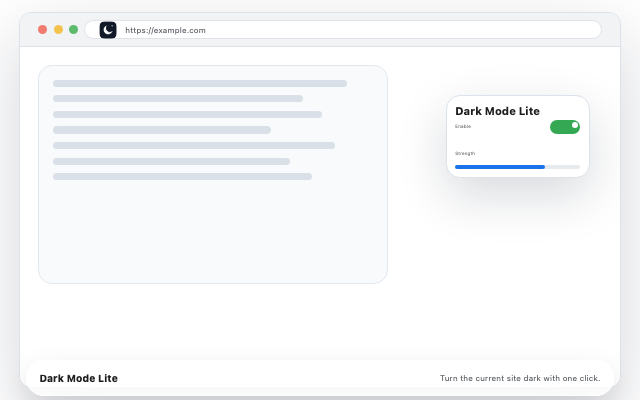 https://example.com
Dark Mode Lite
Enable
Strength
Dark Mode Lite
Turn the current site dark with one click.